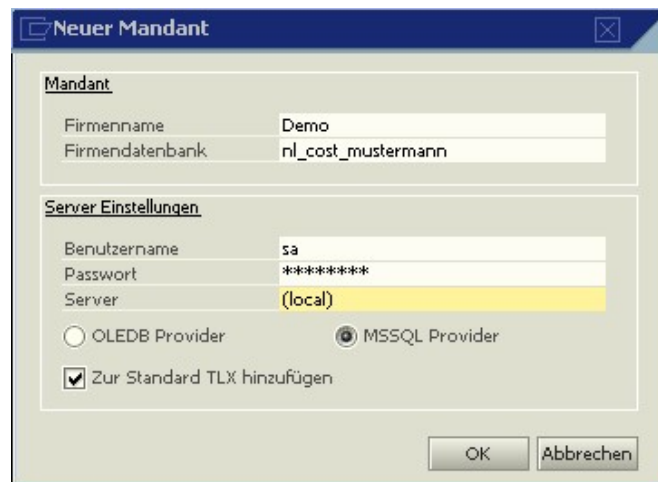 Neuer Mandant
Mandant
Firmenname Demo
Firmendatenbank nl_cost_mustermann
Server Einstellungen
Benutzername sa
Passwort ********
Server (local)
OLEDB Provider MSSQL Provider
Zur Standard TLX hinzufügen
OK Abbrechen